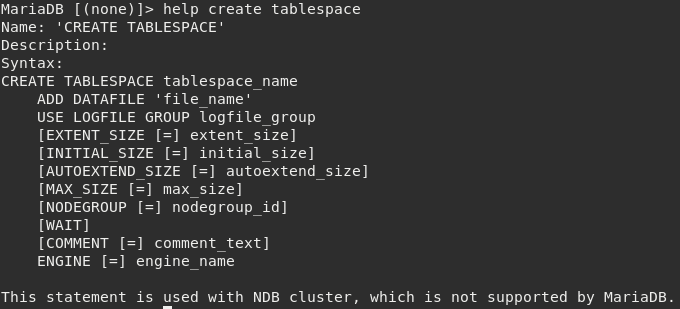 MariaDB [(none)]> help create tablespace
Name: 'CREATE TABLESPACE'
Description:
Syntax:
CREATE TABLESPACE tablespace_name
    ADD DATAFILE 'file_name'
    USE LOGFILE GROUP logfile_group
    [EXTENT_SIZE [=] extent_size]
    [INITIAL_SIZE [=] initial_size]
    [AUTOEXTEND_SIZE [=] autoextend_size]
    [MAX_SIZE [=] max_size]
    [NODEGROUP [=] nodegroup_id]
    [WAIT]
    [COMMENT [=] comment_text]
    ENGINE [=] engine_name

This statement is used with NDB cluster, which is not supported by MariaDB.